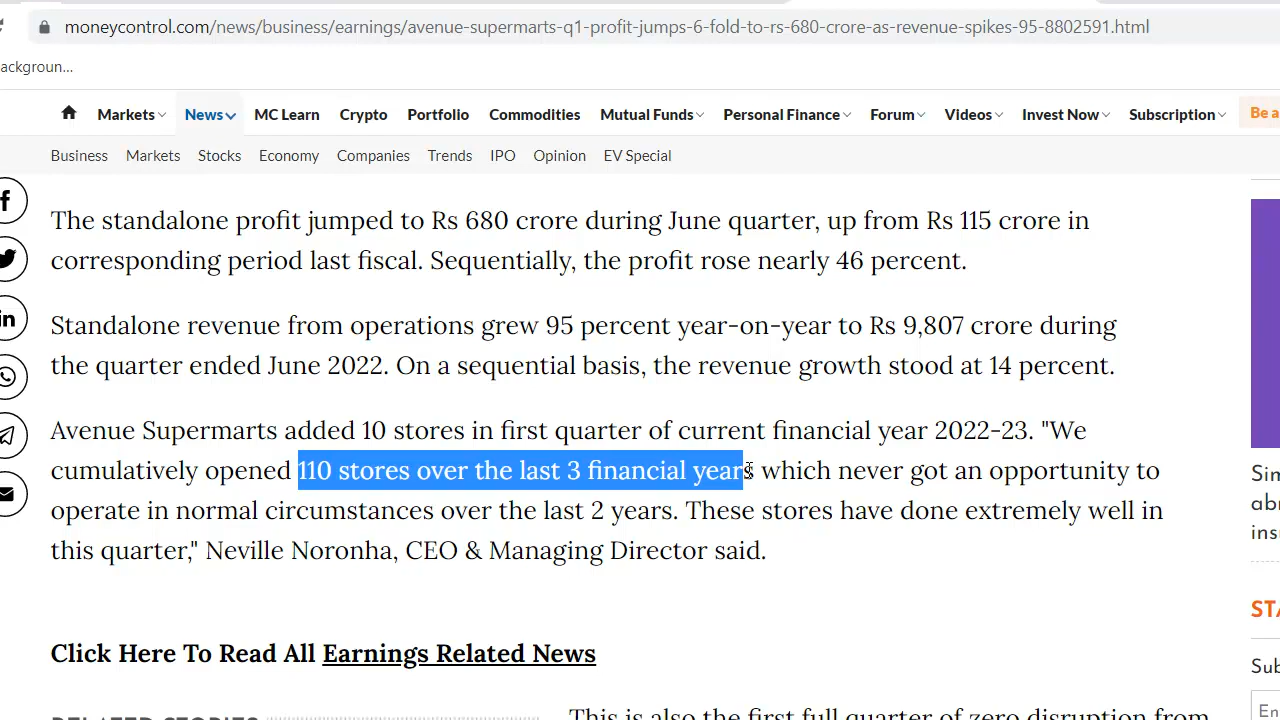 moneycontrol.com/news/business/earnings/avenue-supermarts-q1-profit-jumps-6-fold-to-rs-680-crore-as-revenue-spikes-95-8802591.html
ackgroun...
Markets News MC Learn Crypto Portfolio Commodities Mutual Funds Personal Finance Forum Videos Invest Now Subscription Be a
Business Markets Stocks Economy Companies Trends IPO Opinion EV Special
The standalone profit jumped to Rs 680 crore during June quarter, up from Rs 115 crore in
corresponding period last fiscal. Sequentially, the profit rose nearly 46 percent.
Standalone revenue from operations grew 95 percent year-on-year to Rs 9,807 crore during
the quarter ended June 2022. On a sequential basis, the revenue growth stood at 14 percent.
Avenue Supermarts added 10 stores in first quarter of current financial year 2022-23. "We
cumulatively opened 110 stores over the last 3 financial years which never got an opportunity to
operate in normal circumstances over the last 2 years. These stores have done extremely well in
this quarter," Neville Noronha, CEO & Managing Director said.
Click Here To Read All Earnings Related News
RELATED STORIES
This is also the first full quarter of zero disruption from
Sim
abr
insu
STA
Sub
En